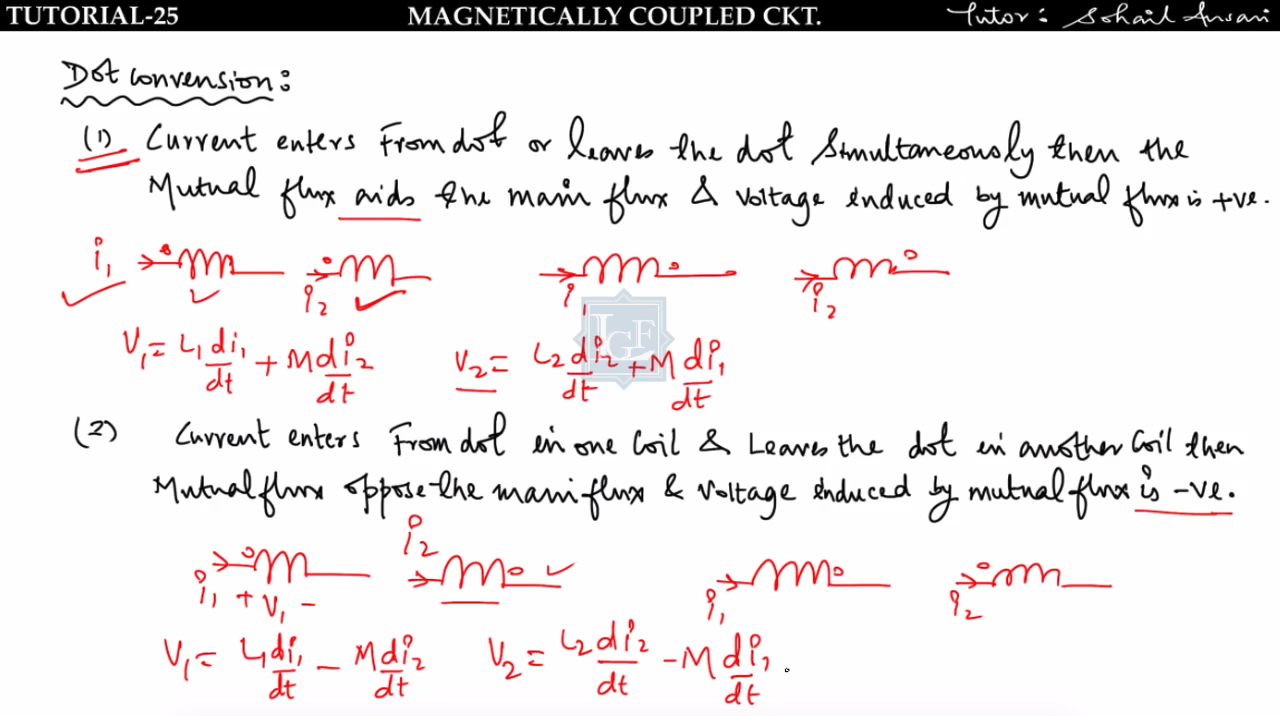 TUTORIAL-25 MAGNETICALLY COUPLED CKT. Tutor: Sohail Ansari
Dot convension:
(1) Current enters From dot or leaves the dot Simultaneously then the
Mutual flux aids the main flux & Voltage induced by mutual flux is +ve.
i₁ i₂ i₁ i₂
V₁ = L₁ di₁/dt + M di₂/dt V₂ = L₂ di₂/dt + M di₁/dt
IGF
(2) Current enters From dot in one Coil & Leaves the dot in another Coil then
Mutual flux oppose the main flux & Voltage induced by mutual flux is -ve.
i₁ + V₁ - i₂ i₁ i₂
V₁ = L₁ di₁/dt - M di₂/dt V₂ = L₂ di₂/dt - M di₁/dt .